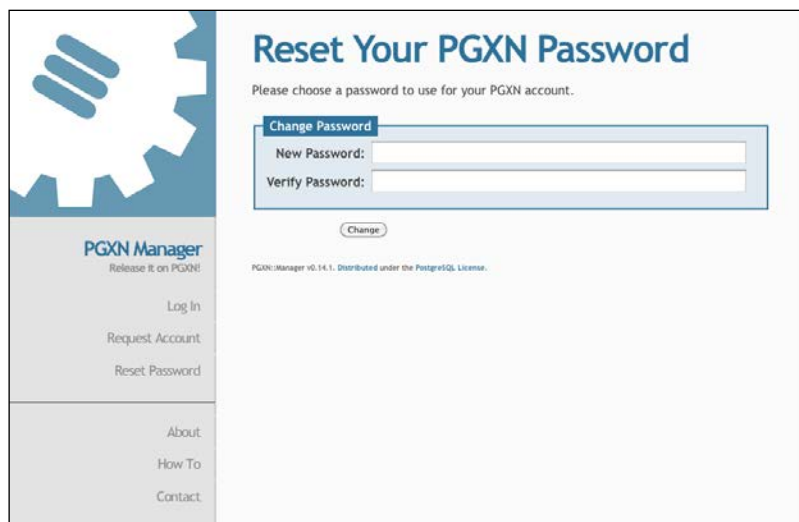 Reset Your PGXN Password
Please choose a password to use for your PGXN account.
Change Password
New Password:
Verify Password:
Change
PGXN::Manager v0.14.1. Distributed under the PostgreSQL License.
PGXN Manager
Release it on PGXN!
Log In
Request Account
Reset Password
About
How To
Contact